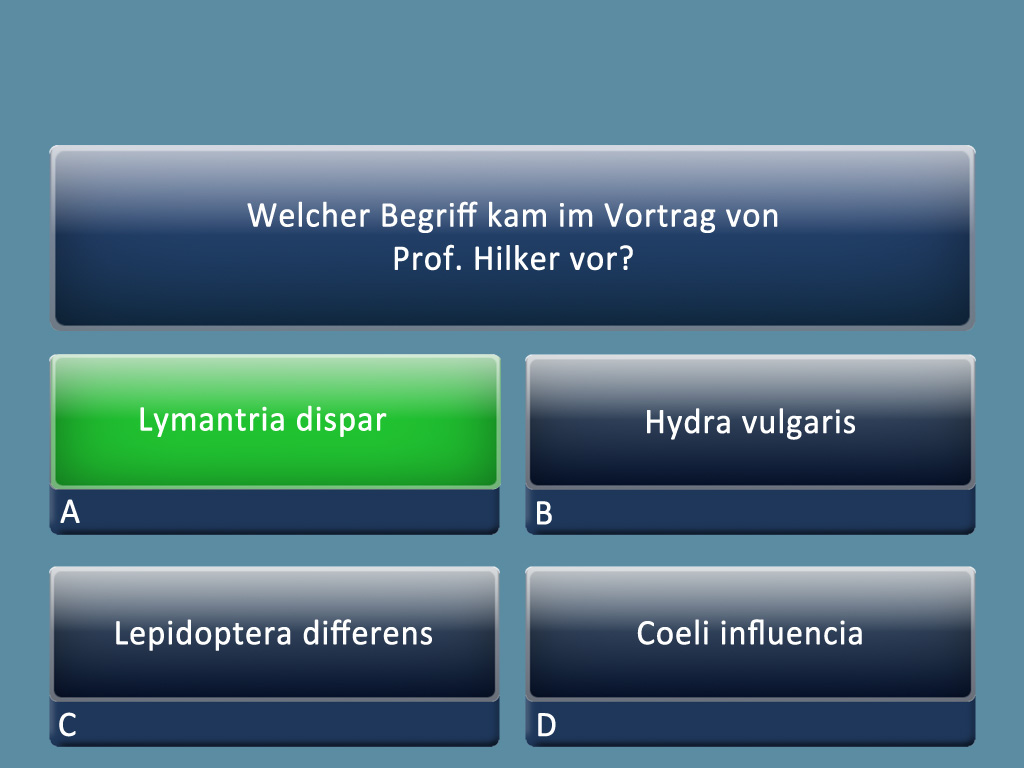 Welcher Begriff kam im Vortrag von
Prof. Hilker vor?
Lymantria dispar
A
Hydra vulgaris
B
Lepidoptera differens
C
Coeli influencia
D